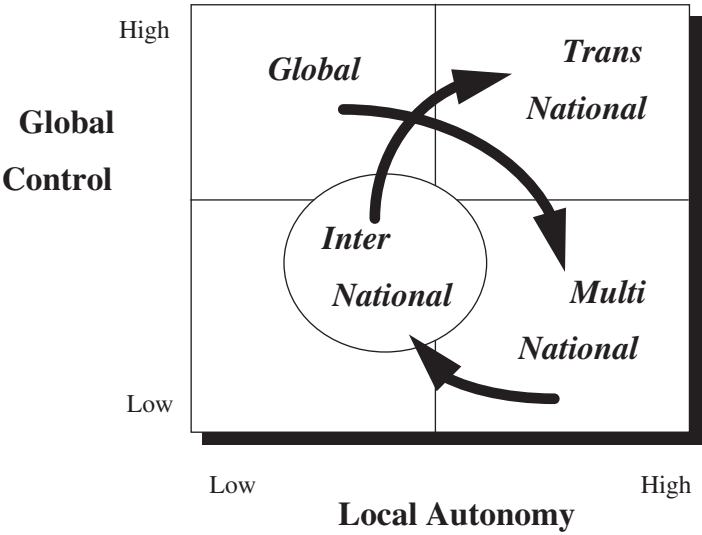 High
Global
Trans
National
Global
Control
Inter
National
Multi
National
Low
Low
High
Local Autonomy